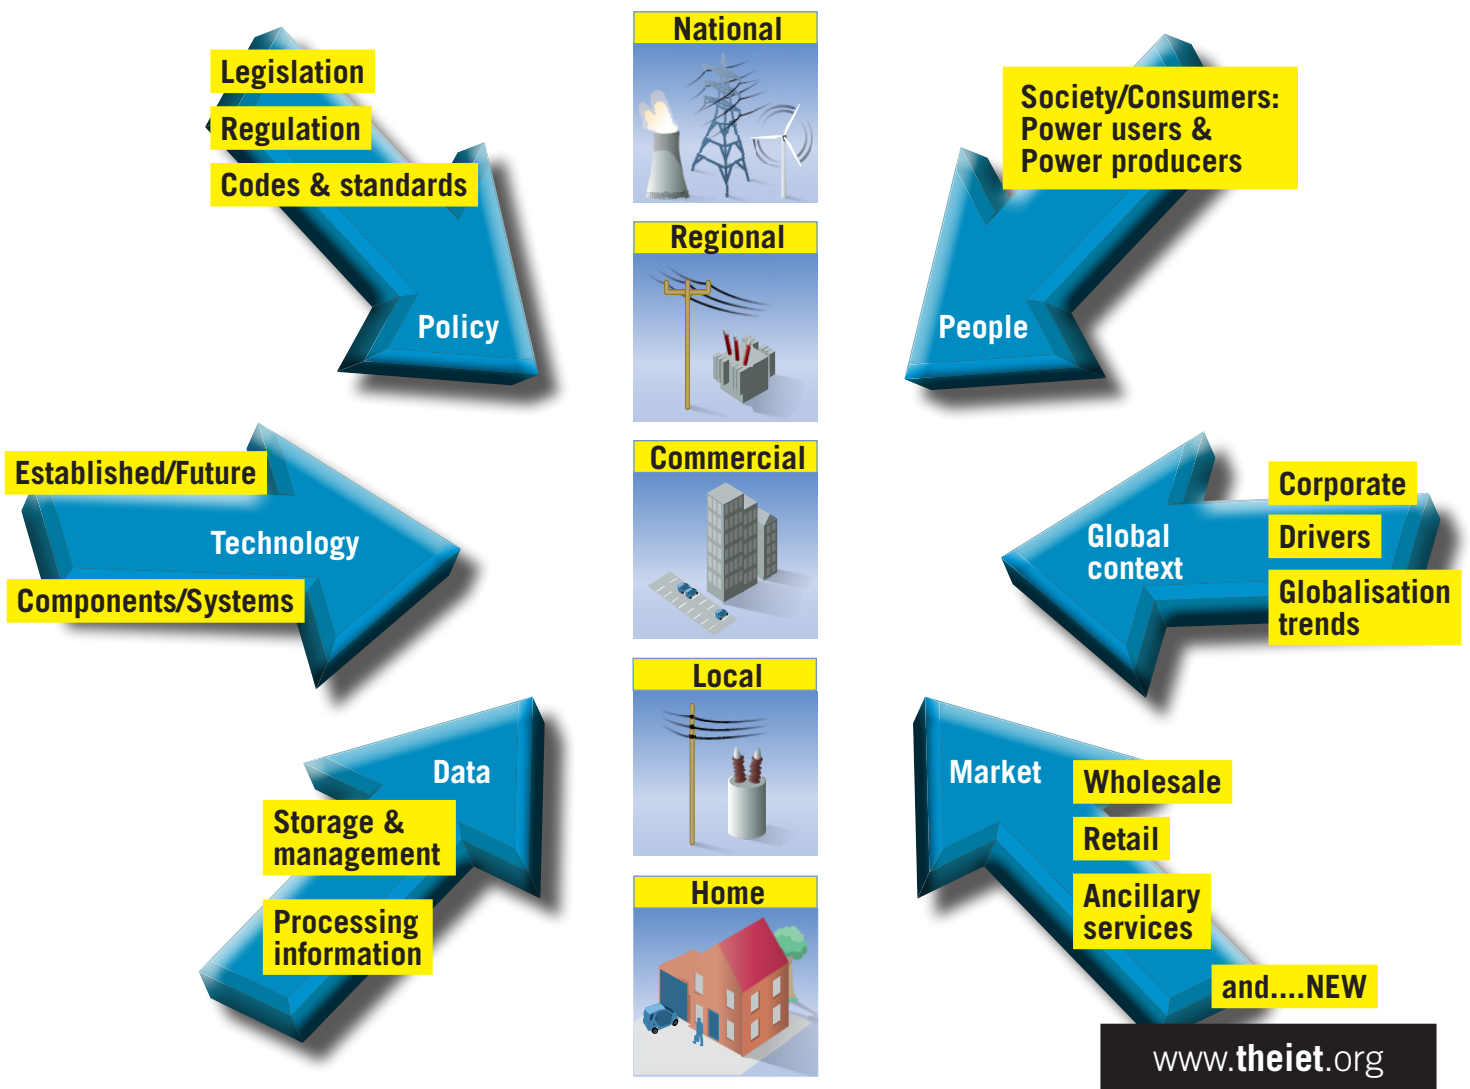 National
Legislation
Regulation
Codes & standards
Policy
Society/Consumers:
Power users &
Power producers
People
Regional
Established/Future
Technology
Components/Systems
Commercial
Global
context
Corporate
Drivers
Globalisation
trends
Local
Data
Storage &
management
Processing
information
Market
Wholesale
Retail
Ancillary
services
and....NEW
Home
www.theiet.org